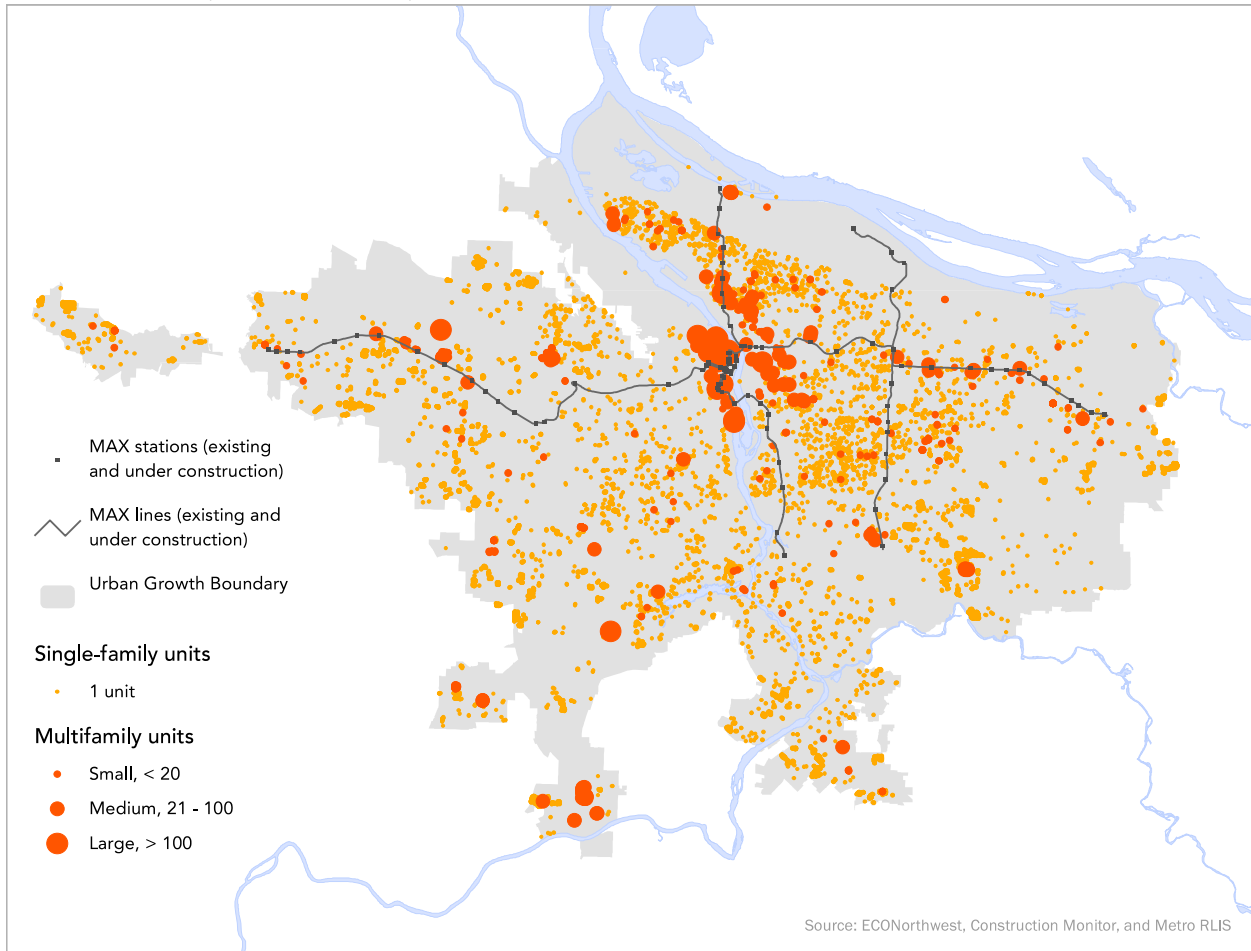 MAX stations (existing
and under construction)
MAX lines (existing and
under construction)
Urban Growth Boundary
Single-family units
1 unit
Multifamily units
Small, < 20
Medium, 21 - 100
Large, > 100
Source: ECONorthwest, Construction Monitor, and Metro RLIS